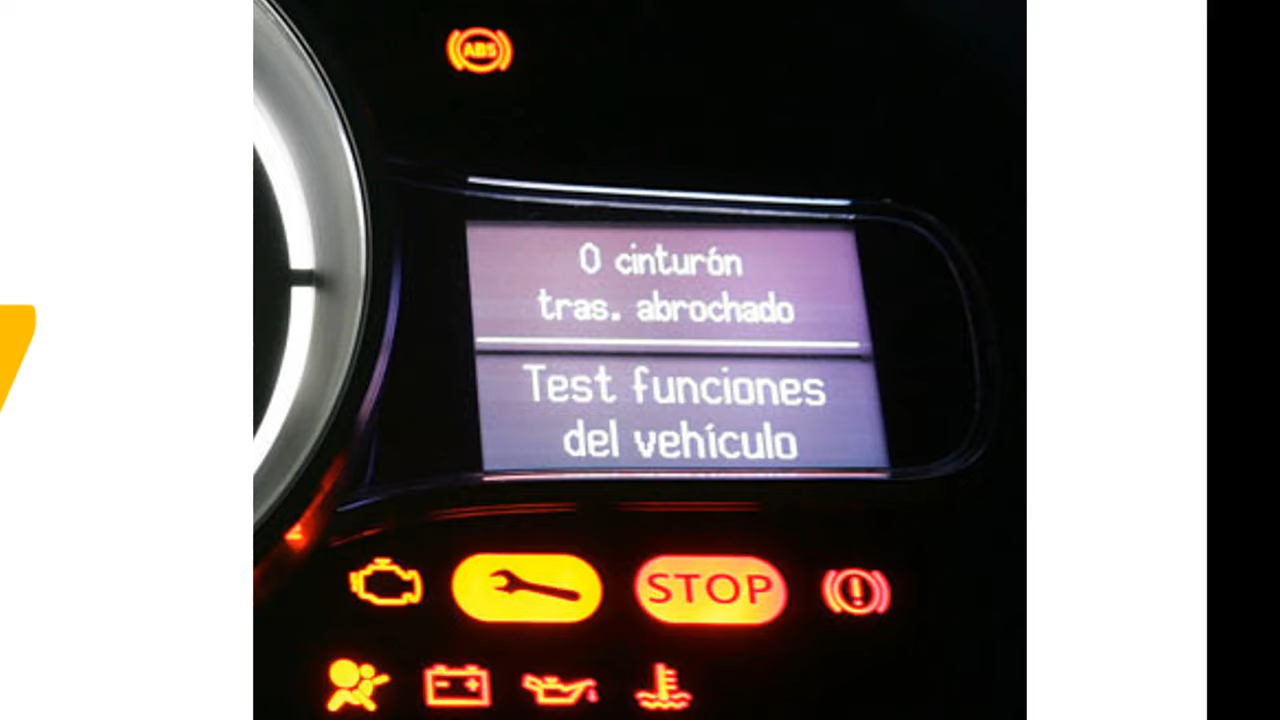 ABS
0 cinturón
tras. abrochado
Test funciones
del vehículo
STOP